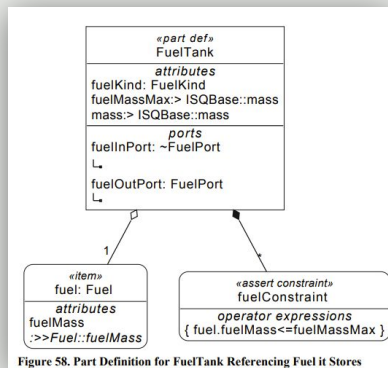 «part def»
FuelTank
attributes
fuelKind: FuelKind
fuelMassMax:> ISQBase::mass
mass:> ISQBase::mass
ports
fuelInPort: ~FuelPort
fuelOutPort: FuelPort
1
*
«item»
fuel: Fuel
attributes
fuelMass
:>>Fuel::fuelMass
«assert constraint»
fuelConstraint
operator expressions
{ fuel.fuelMass<=fuelMassMax }
Figure 58. Part Definition for FuelTank Referencing Fuel it Stores